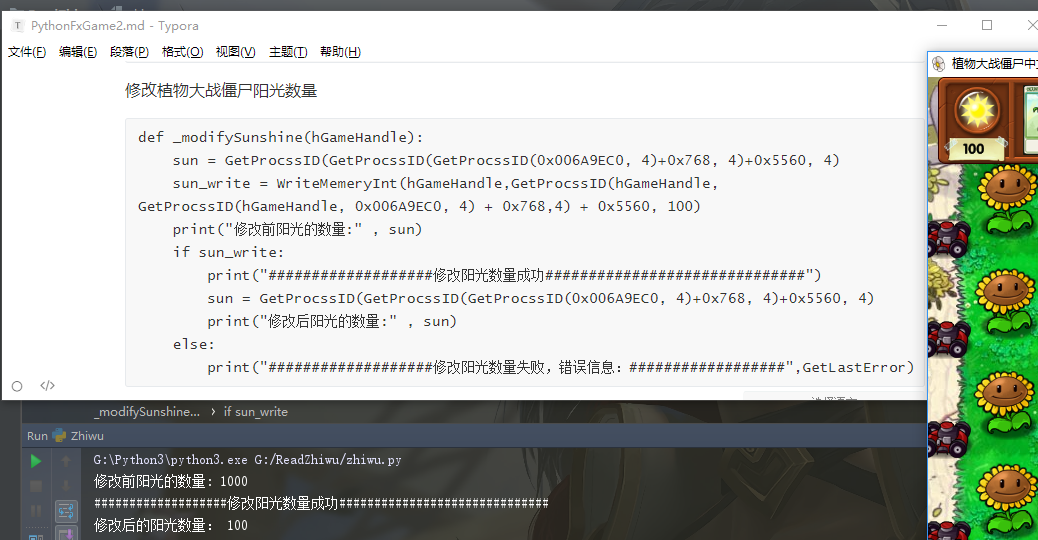 PythonFxGame2.md - Typora
文件(F) 编辑(E) 段落(P) 格式(O) 视图(V) 主题(T) 帮助(H)
植物大战僵尸中文
100
修改植物大战僵尸阳光数量
def _modifySunshine(hGameHandle):
    sun = GetProcssID(GetProcssID(GetProcssID(0x006A9EC0, 4)+0x768, 4)+0x5560, 4)
    sun_write = WriteMemeryInt(hGameHandle,GetProcssID(hGameHandle,
GetProcssID(hGameHandle, 0x006A9EC0, 4) + 0x768,4) + 0x5560, 100)
    print("修改前阳光的数量:" , sun)
    if sun_write:
        print("###################修改阳光数量成功##############################")
        sun = GetProcssID(GetProcssID(GetProcssID(0x006A9EC0, 4)+0x768, 4)+0x5560, 4)
        print("修改后阳光的数量:" , sun)
    else:
        print("###################修改阳光数量失败，错误信息：##################",GetLastError)
</> 
_modifySunshine... › if sun_write
Run Zhiwu
G:\Python3\python3.exe G:/ReadZhiwu/zhiwu.py
修改前阳光的数量：1000
###################修改阳光数量成功##############################
修改后的阳光数量： 100